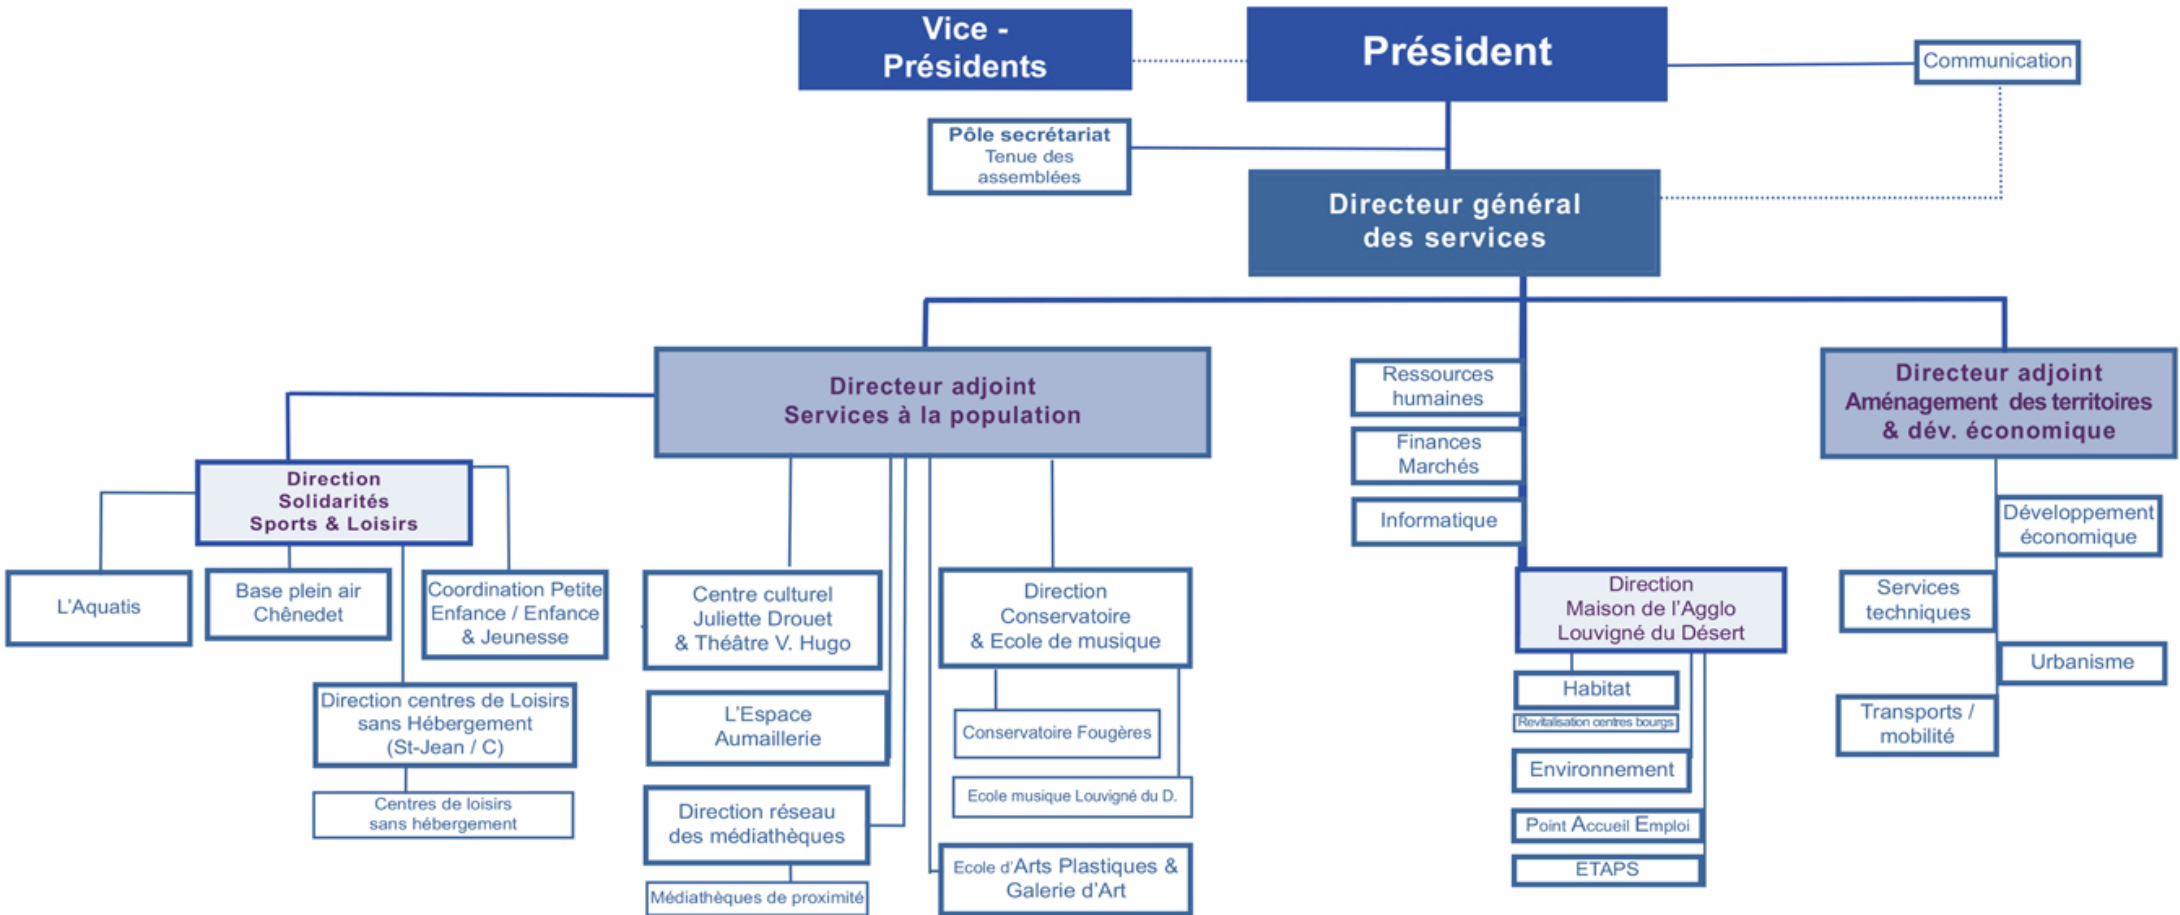 Vice -
Présidents
Président
Communication
Pôle secrétariat
Tenue des
assemblées
Directeur général
des services
Directeur adjoint
Services à la population
Ressources
humaines
Finances
Marchés
Informatique
Directeur adjoint
Aménagement des territoires
& dév. économique
Direction
Solidarités
Sports & Loisirs
L'Aquatis
Base plein air
Chênedet
Coordination Petite
Enfance / Enfance
& Jeunesse
Direction centres de Loisirs
sans Hébergement
(St-Jean / C)
Centres de loisirs
sans hébergement
Centre culturel
Juliette Drouet
& Théâtre V. Hugo
L'Espace
Aumaillerie
Direction réseau
des médiathèques
Médiathèques de proximité
Direction
Conservatoire
& Ecole de musique
Conservatoire Fougères
Ecole musique Louvigné du D.
Ecole d'Arts Plastiques &
Galerie d'Art
Direction
Maison de l'Agglo
Louvigné du Désert
Habitat
Revitalisation centres bourgs
Environnement
Point Accueil Emploi
ETAPS
Développement
économique
Services
techniques
Urbanisme
Transports /
mobilité